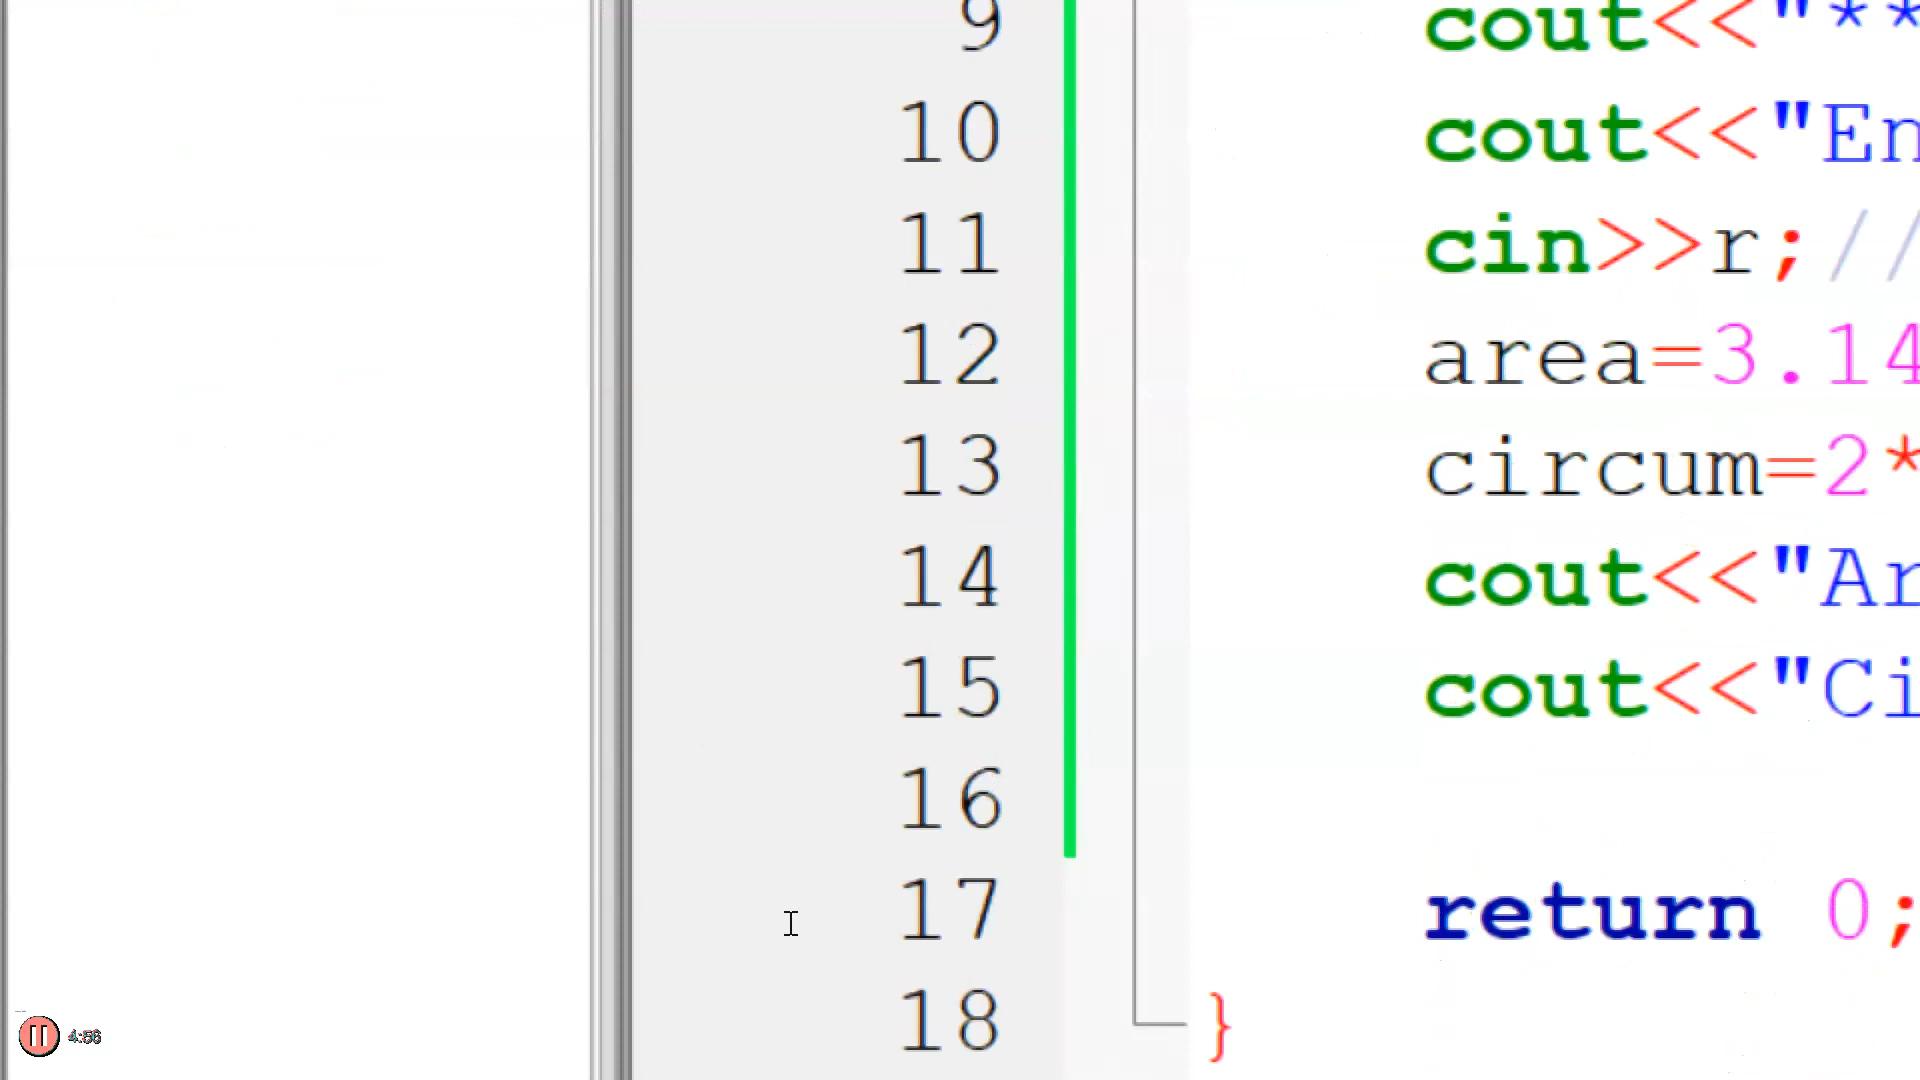 9 cout<<"**
10 cout<<"En
11 cin>>r;//
12 area=3.14
13 circum=2*
14 cout<<"Ar
15 cout<<"Ci
16
17 return 0;
18 }
4:56